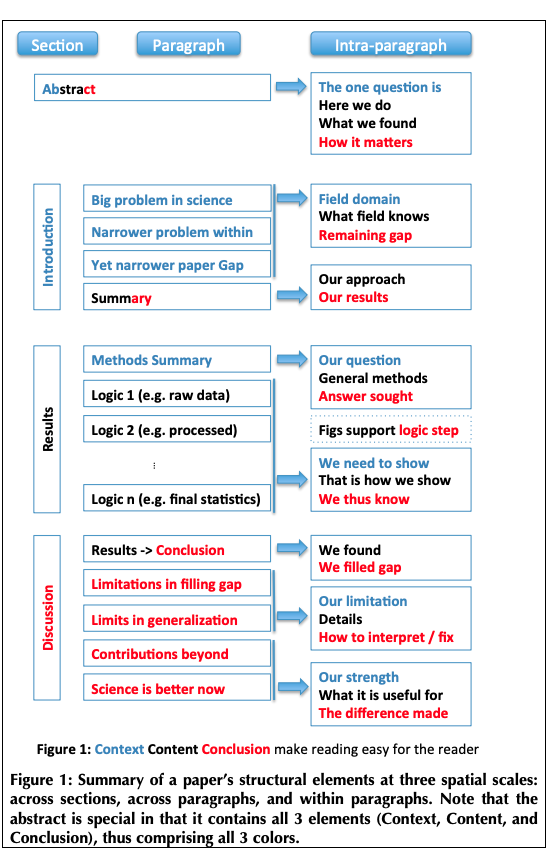 Section Paragraph Intra-paragraph
Abstract
The one question is
Here we do
What we found
How it matters
Introduction
Big problem in science
Narrower problem within
Yet narrower paper Gap
Summary
Field domain
What field knows
Remaining gap
Our approach
Our results
Results
Methods Summary
Logic 1 (e.g. raw data)
Logic 2 (e.g. processed)
...
Logic n (e.g. final statistics)
Our question
General methods
Answer sought
Figs support logic step
We need to show
That is how we show
We thus know
Discussion
Results -> Conclusion
Limitations in filling gap
Limits in generalization
Contributions beyond
Science is better now
We found
We filled gap
Our limitation
Details
How to interpret / fix
Our strength
What it is useful for
The difference made
Figure 1: Context Content Conclusion make reading easy for the reader
Figure 1: Summary of a paper's structural elements at three spatial scales:
across sections, across paragraphs, and within paragraphs. Note that the
abstract is special in that it contains all 3 elements (Context, Content, and
Conclusion), thus comprising all 3 colors.